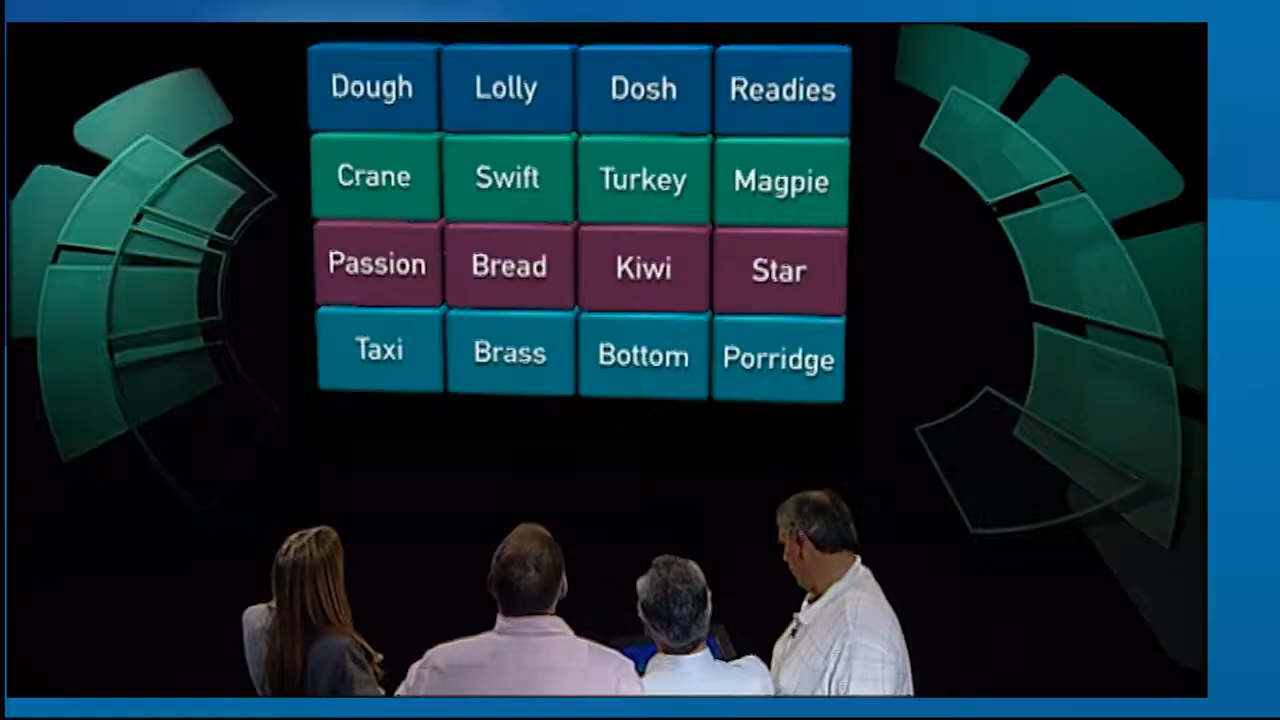 Dough Lolly Dosh Readies
Crane Swift Turkey Magpie
Passion Bread Kiwi Star
Taxi Brass Bottom Porridge